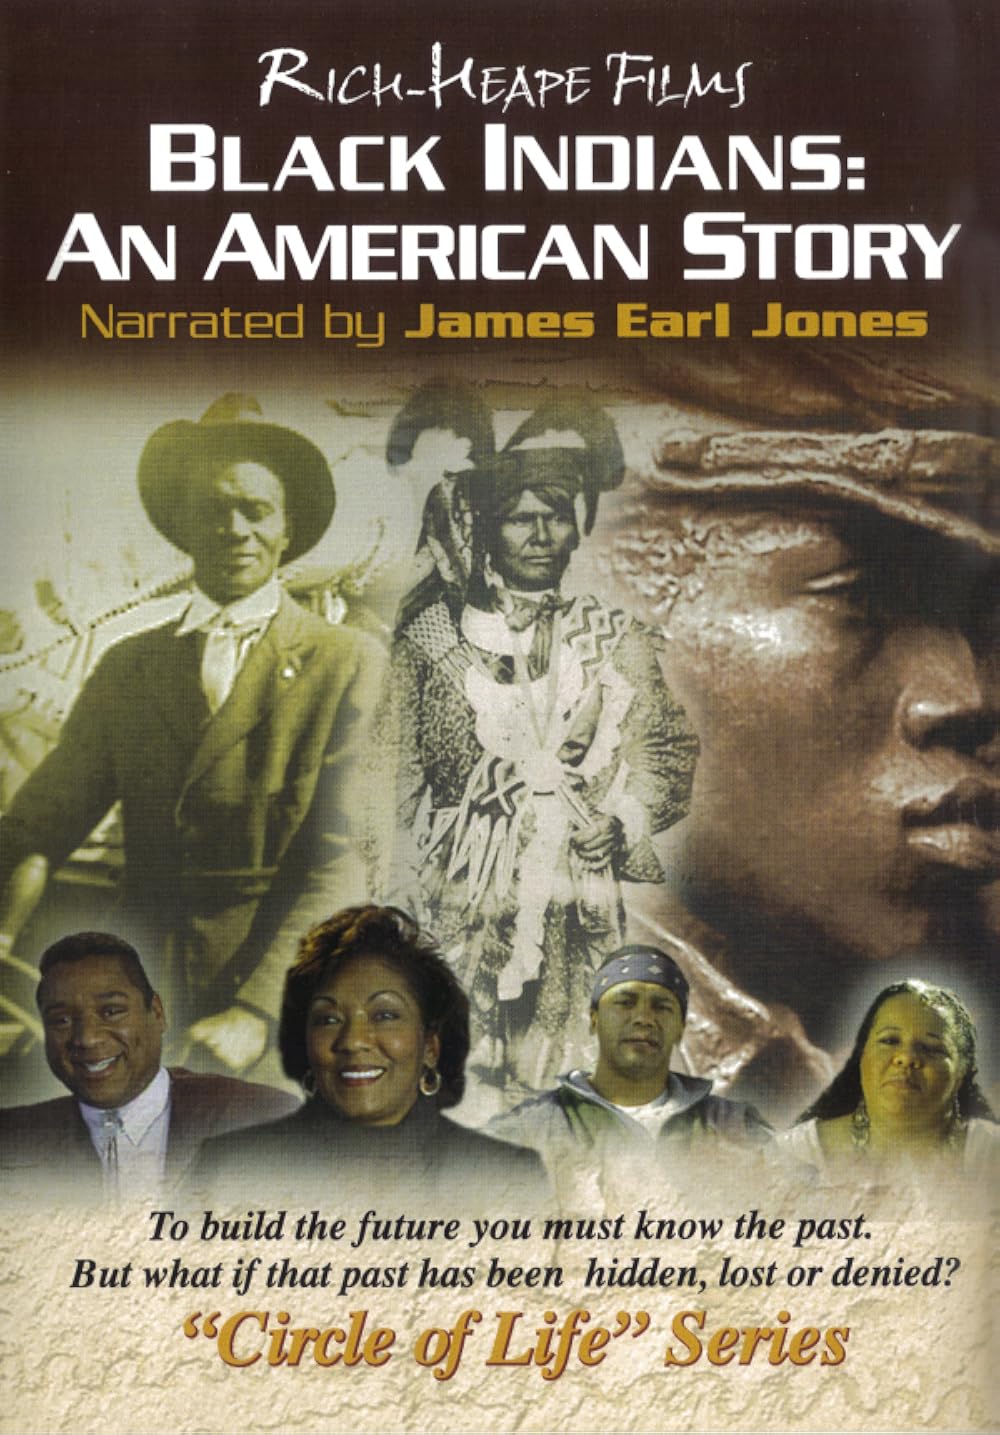 RICH-HEAPE FILMS
BLACK INDIANS:
AN AMERICAN STORY
Narrated by James Earl Jones
To build the future you must know the past.
But what if that past has been hidden, lost or denied?
"Circle of Life" Series